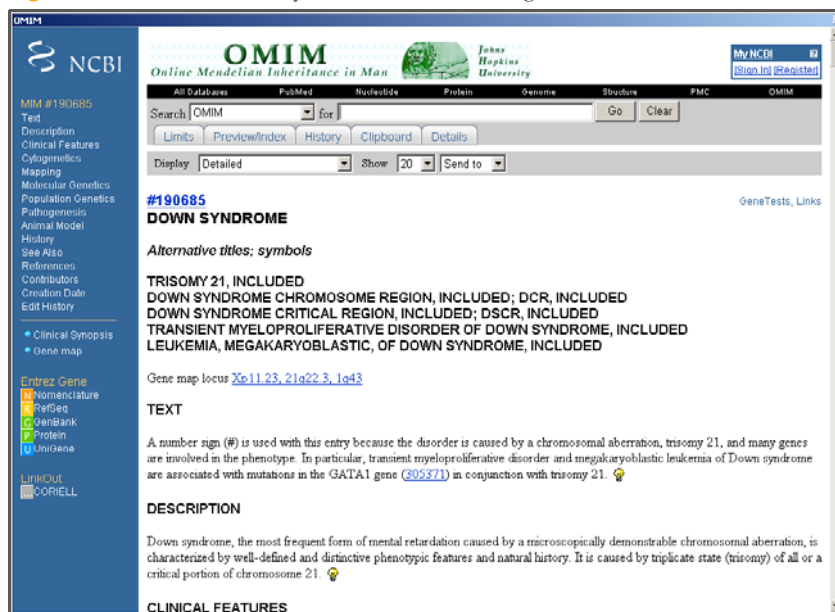 OMIM
NCBI
MIM #190685
Text
Description
Clinical Features
Cytogenetics
Mapping
Molecular Genetics
Population Genetics
Pathogenesis
Animal Model
History
See Also
References
Contributors
Creation Date
Edit History
Clinical Synopsis
Gene map
Entrez Gene
N Nomenclature
R RefSeq
G GenBank
P Protein
U UniGene
LinkOut
CORIELL
OMIM
Online Mendelian Inheritance in Man
Johns
Hopkins
University
My NCBI
[Sign In] [Register]
All Databases PubMed Nucleotide Protein Genome Structure PMC OMIM
Search OMIM for Go Clear
Limits Preview/Index History Clipboard Details
Display Detailed Show 20 Send to
#190685 GeneTests, Links
DOWN SYNDROME
Alternative titles; symbols
TRISOMY 21, INCLUDED
DOWN SYNDROME CHROMOSOME REGION, INCLUDED; DCR, INCLUDED
DOWN SYNDROME CRITICAL REGION, INCLUDED; DSCR, INCLUDED
TRANSIENT MYELOPROLIFERATIVE DISORDER OF DOWN SYNDROME, INCLUDED
LEUKEMIA, MEGAKARYOBLASTIC, OF DOWN SYNDROME, INCLUDED
Gene map locus Xp11.23, 21q22.3, 1q43
TEXT
A number sign (#) is used with this entry because the disorder is caused by a chromosomal aberration, trisomy 21, and many genes
are involved in the phenotype. In particular, transient myeloproliferative disorder and megakaryoblastic leukemia of Down syndrome
are associated with mutations in the GATA1 gene (305371) in conjunction with trisomy 21.
DESCRIPTION
Down syndrome, the most frequent form of mental retardation caused by a microscopically demonstrable chromosomal aberration, is
characterized by well-defined and distinctive phenotypic features and natural history. It is caused by triplicate state (trisomy) of all or a
critical portion of chromosome 21.
CLINICAL FEATURES